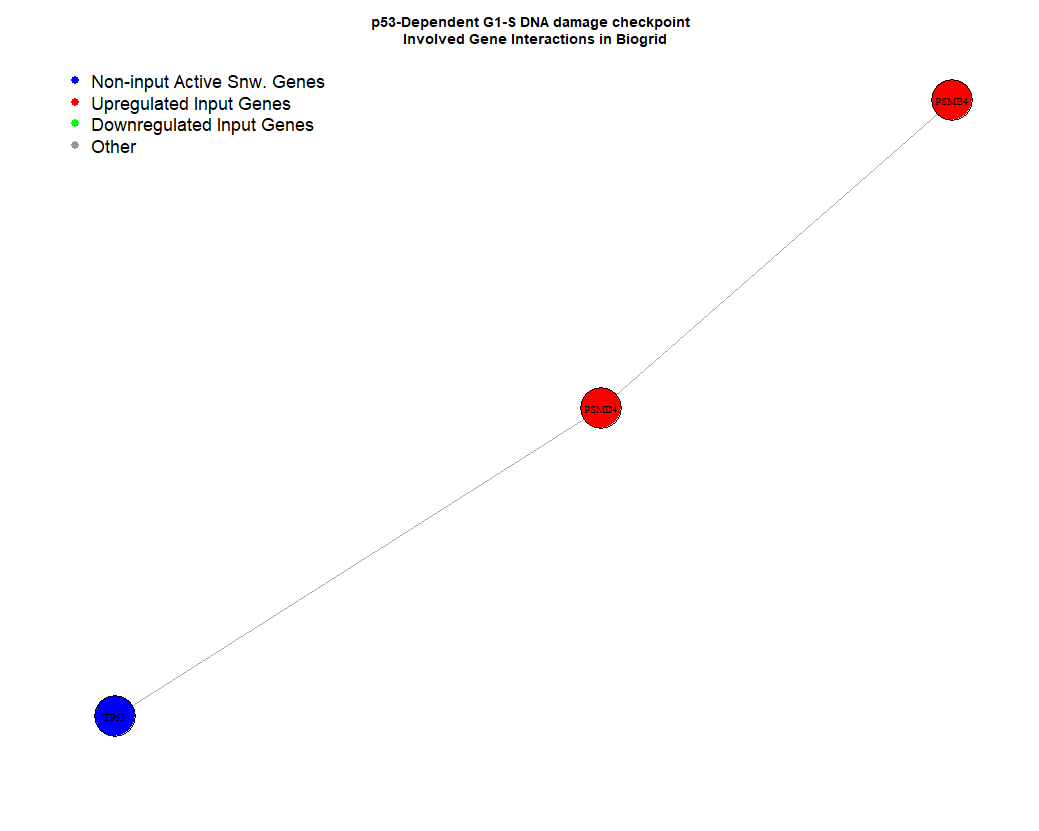 p53-Dependent G1-S DNA damage checkpoint
Involved Gene Interactions in Biogrid
Non-input Active Snw. Genes
Upregulated Input Genes
Downregulated Input Genes
Other
PSMB4
PSMD4
TP53